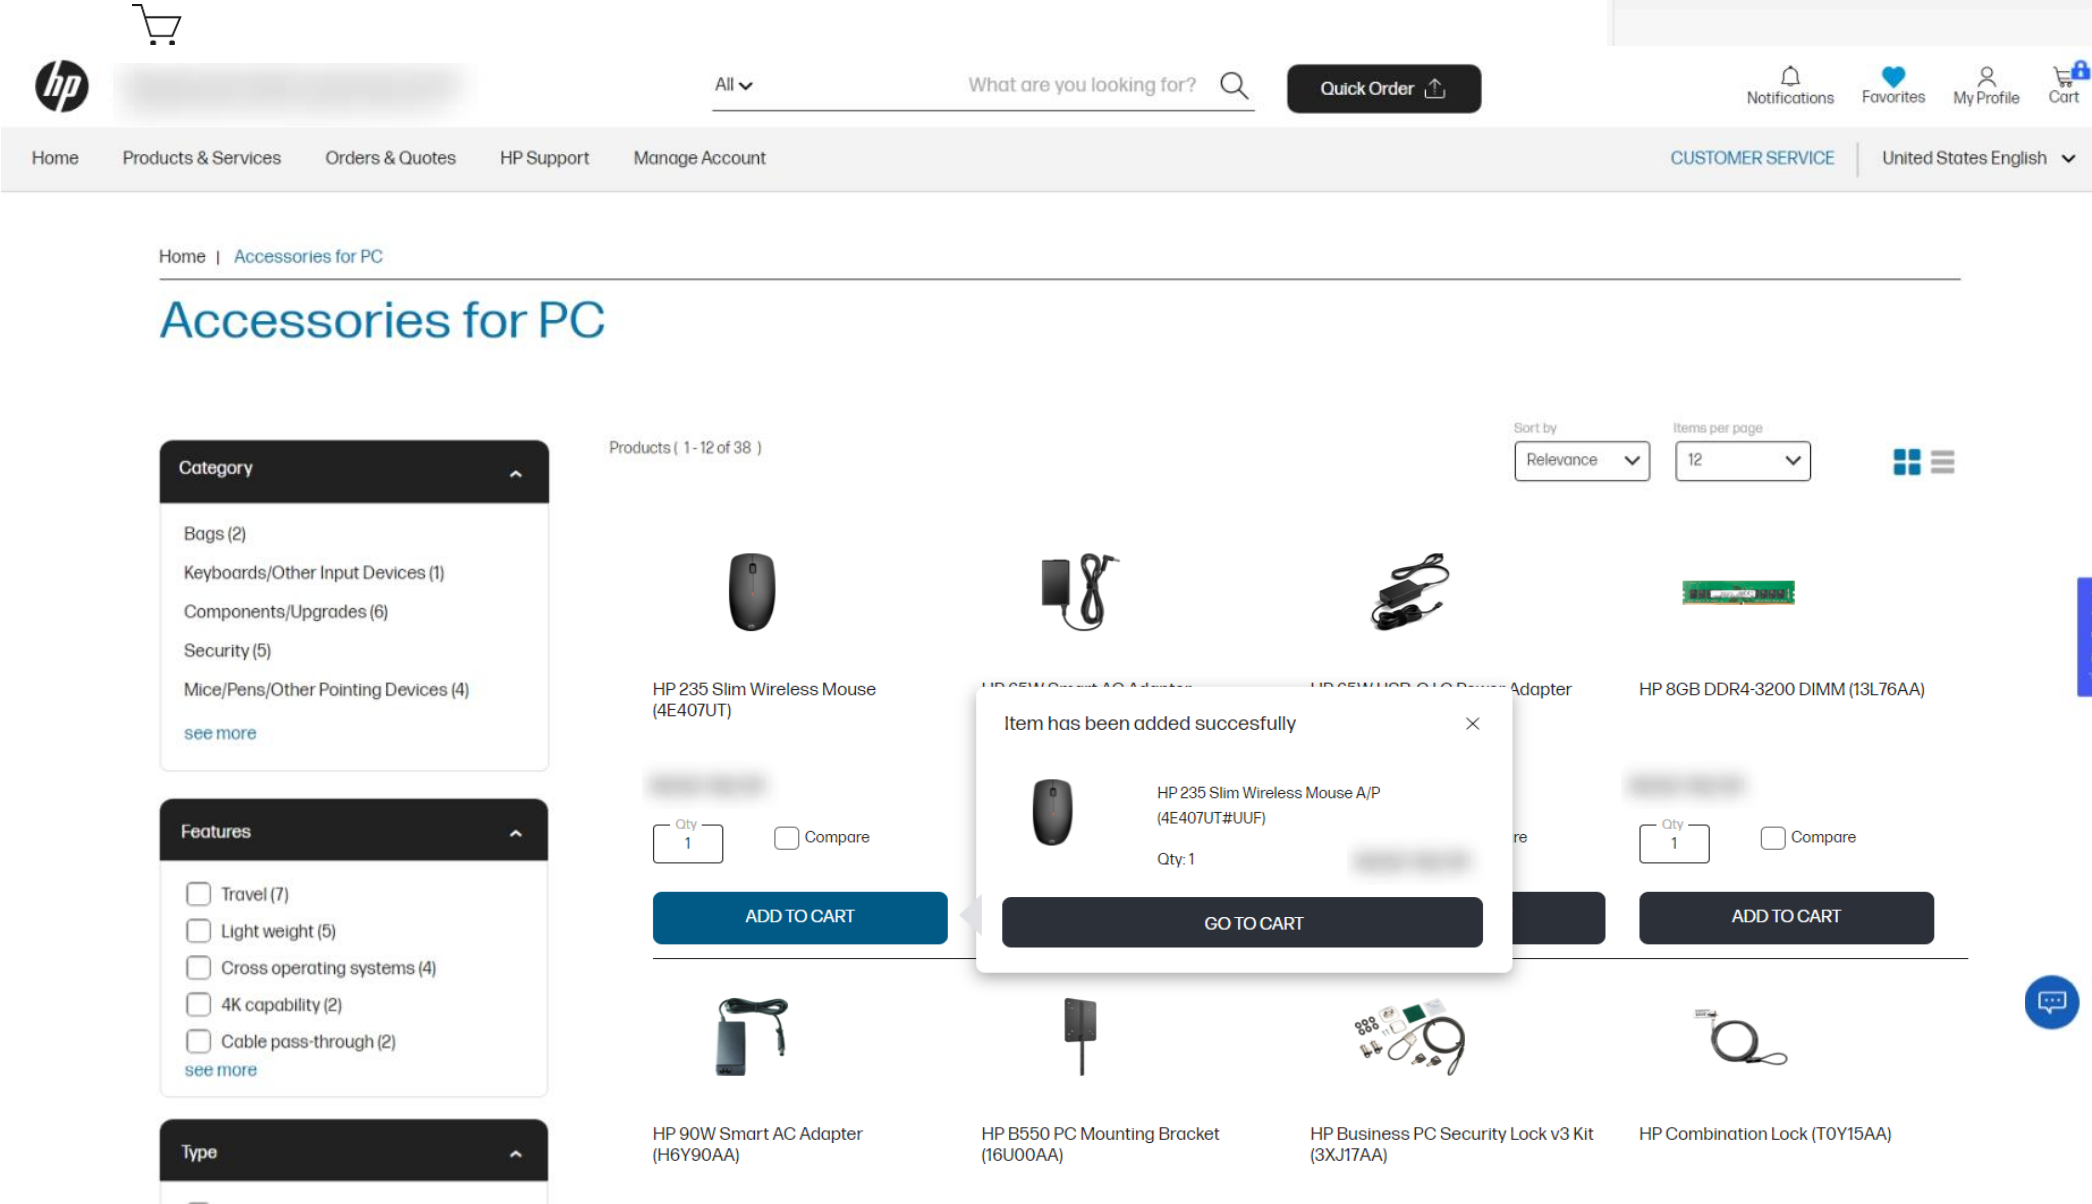 hp
All
What are you looking for?
Quick Order
Notifications
Favorites
My Profile
Cart
Home
Products & Services
Orders & Quotes
HP Support
Manage Account
CUSTOMER SERVICE
United States English
Home | Accessories for PC
Accessories for PC
Category
Bags (2)
Keyboards/Other Input Devices (1)
Components/Upgrades (6)
Security (5)
Mice/Pens/Other Pointing Devices (4)
see more
Features
Travel (7)
Light weight (5)
Cross operating systems (4)
4K capability (2)
Cable pass-through (2)
see more
Type
Products ( 1 - 12 of 38 )
Sort by
Relevance
Items per page
12
HP 235 Slim Wireless Mouse
(4E407UT)
Qty
1
Compare
ADD TO CART
Adapter
re
HP 8GB DDR4-3200 DIMM (13L76AA)
Qty
1
Compare
ADD TO CART
Item has been added succesfully
HP 235 Slim Wireless Mouse A/P
(4E407UT#UUF)
Qty: 1
GO TO CART
HP 90W Smart AC Adapter
(H6Y90AA)
HP B550 PC Mounting Bracket
(16U00AA)
HP Business PC Security Lock v3 Kit
(3XJ17AA)
HP Combination Lock (T0Y15AA)